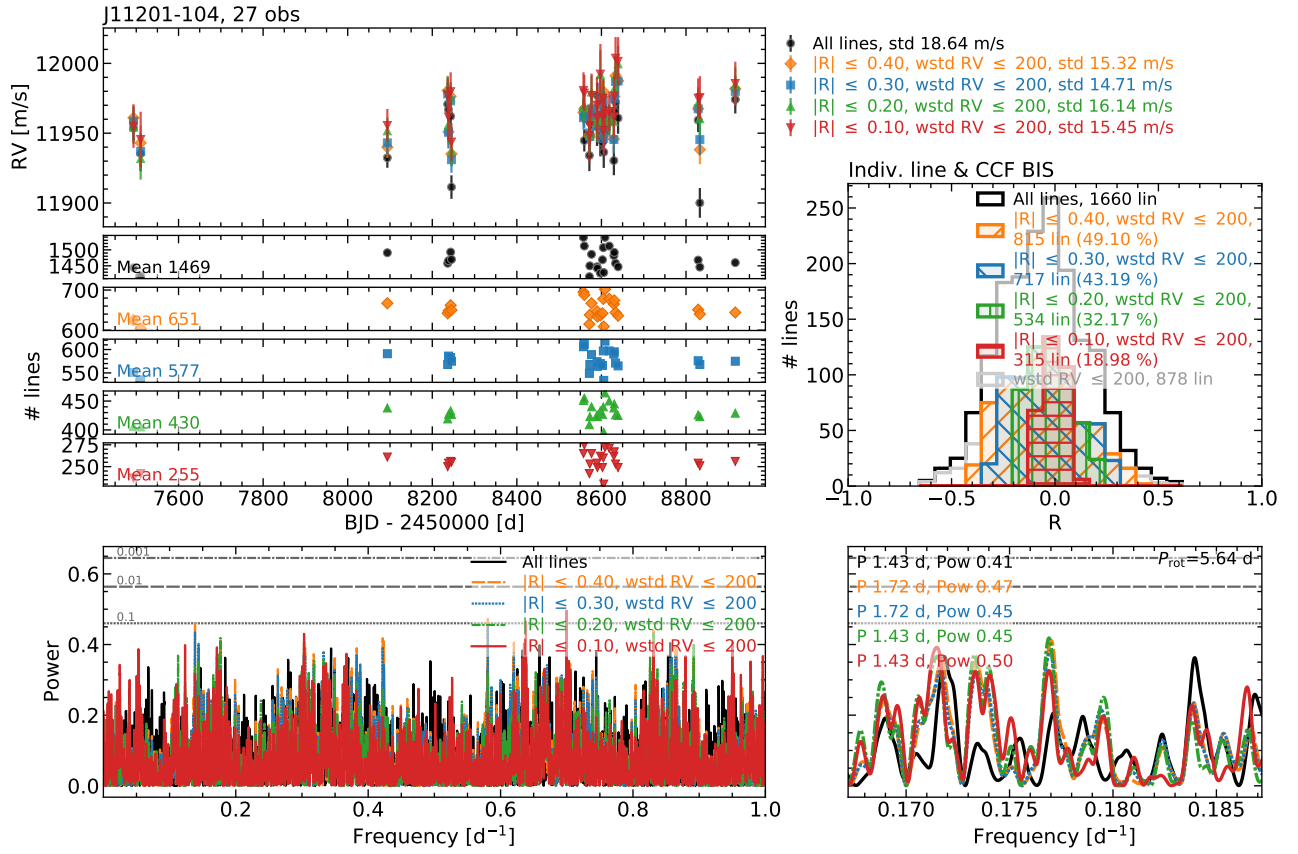 J11201-104, 27 obs
12000
11950
11900
RV [m/s]
All lines, std 18.64 m/s
|R| ≤ 0.40, wstd RV ≤ 200, std 15.32 m/s
|R| ≤ 0.30, wstd RV ≤ 200, std 14.71 m/s
|R| ≤ 0.20, wstd RV ≤ 200, std 16.14 m/s
|R| ≤ 0.10, wstd RV ≤ 200, std 15.45 m/s
1500
1450
Mean 1469
700
600
Mean 651
600
550
Mean 577
450
400
Mean 430
275
250
Mean 255
# lines
7600 7800 8000 8200 8400 8600 8800
BJD - 2450000 [d]
Indiv. line & CCF BIS
250
200
150
100
50
0
# lines
All lines, 1660 lin
|R| ≤ 0.40, wstd RV ≤ 200,
815 lin (49.10 %)
|R| ≤ 0.30, wstd RV ≤ 200,
717 lin (43.19 %)
|R| ≤ 0.20, wstd RV ≤ 200,
534 lin (32.17 %)
|R| ≤ 0.10, wstd RV ≤ 200,
315 lin (18.98 %)
wstd RV ≤ 200, 878 lin
−1.0 −0.5 0.0 0.5 1.0
R
0.6
0.4
0.2
0.0
Power
0.001
0.01
0.1
All lines
|R| ≤ 0.40, wstd RV ≤ 200
|R| ≤ 0.30, wstd RV ≤ 200
|R| ≤ 0.20, wstd RV ≤ 200
|R| ≤ 0.10, wstd RV ≤ 200
0.2 0.4 0.6 0.8 1.0
Frequency [d⁻¹]
P 1.43 d, Pow 0.41
P 1.72 d, Pow 0.47
P 1.72 d, Pow 0.45
P 1.43 d, Pow 0.45
P 1.43 d, Pow 0.50
Prot=5.64 d
0.170 0.175 0.180 0.185
Frequency [d⁻¹]